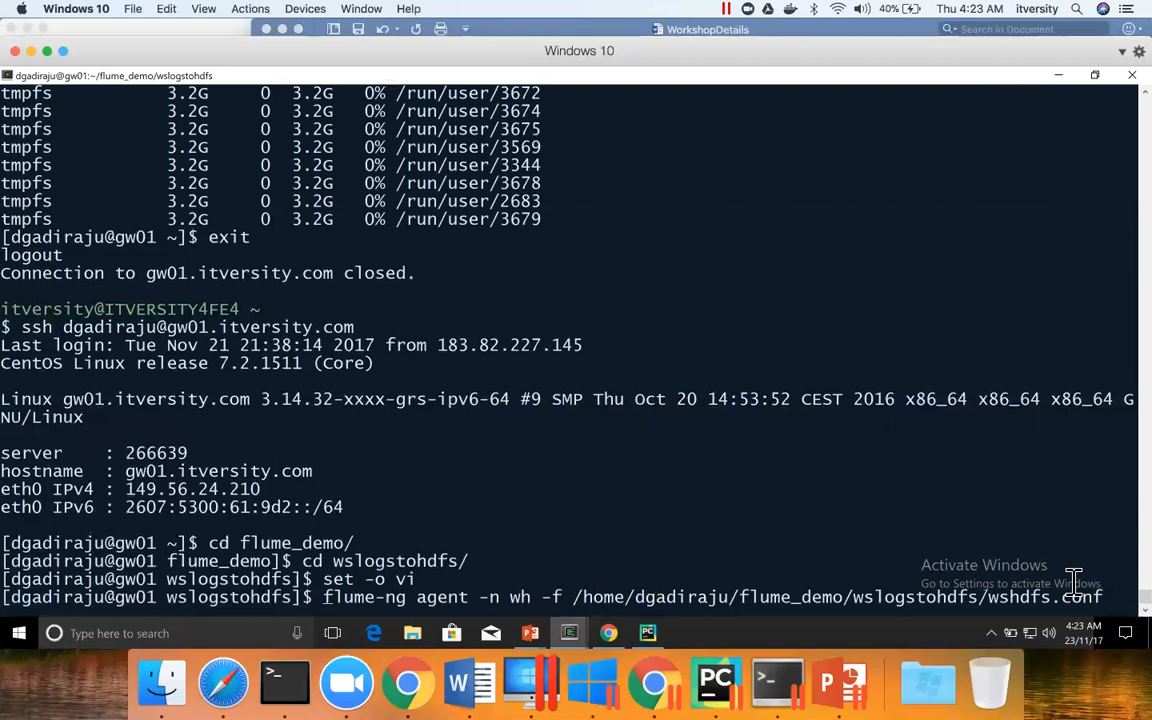 Windows 10 File Edit View Actions Devices Window Help 40% Thu 4:23 AM itversity
WorkshopDetails Search in Document
Windows 10
dgadiraju@gw01:~/flume_demo/wslogstohdfs
tmpfs 3.2G 0 3.2G 0% /run/user/3672
tmpfs 3.2G 0 3.2G 0% /run/user/3674
tmpfs 3.2G 0 3.2G 0% /run/user/3675
tmpfs 3.2G 0 3.2G 0% /run/user/3569
tmpfs 3.2G 0 3.2G 0% /run/user/3344
tmpfs 3.2G 0 3.2G 0% /run/user/3678
tmpfs 3.2G 0 3.2G 0% /run/user/2683
tmpfs 3.2G 0 3.2G 0% /run/user/3679
[dgadiraju@gw01 ~]$ exit
logout
Connection to gw01.itversity.com closed.
itversity@ITVERSITY4FE4 ~
$ ssh dgadiraju@gw01.itversity.com
Last login: Tue Nov 21 21:38:14 2017 from 183.82.227.145
CentOS Linux release 7.2.1511 (Core)
Linux gw01.itversity.com 3.14.32-xxxx-grs-ipv6-64 #9 SMP Thu Oct 20 14:53:52 CEST 2016 x86_64 x86_64 x86_64 G
NU/Linux
server : 266639
hostname : gw01.itversity.com
eth0 IPv4 : 149.56.24.210
eth0 IPv6 : 2607:5300:61:9d2::/64
[dgadiraju@gw01 ~]$ cd flume_demo/
[dgadiraju@gw01 flume_demo]$ cd wslogstohdfs/
[dgadiraju@gw01 wslogstohdfs]$ set -o vi
[dgadiraju@gw01 wslogstohdfs]$ flume-ng agent -n wh -f /home/dgadiraju/flume_demo/wslogstohdfs/wshdfs.conf
Activate Windows
Go to Settings to activate Windows.
Type here to search
4:23 AM
23/11/17